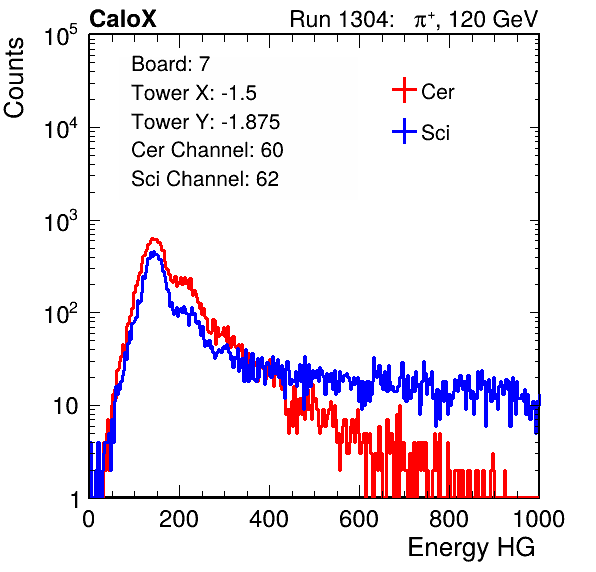 CaloX Run 1304: π⁺, 120 GeV
Counts
10⁵
10⁴
10³
10²
10
1
Board: 7
Tower X: -1.5
Tower Y: -1.875
Cer Channel: 60
Sci Channel: 62
Cer
Sci
0 200 400 600 800 1000
Energy HG